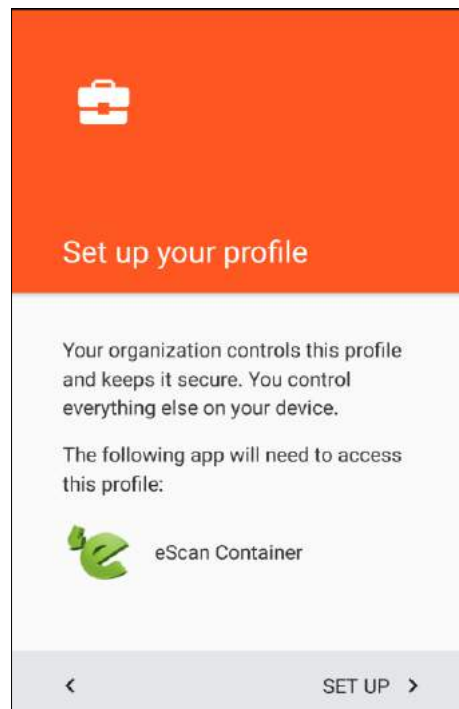 Set up your profile
Your organization controls this profile
and keeps it secure. You control
everything else on your device.
The following app will need to access
this profile:
eScan Container
SET UP